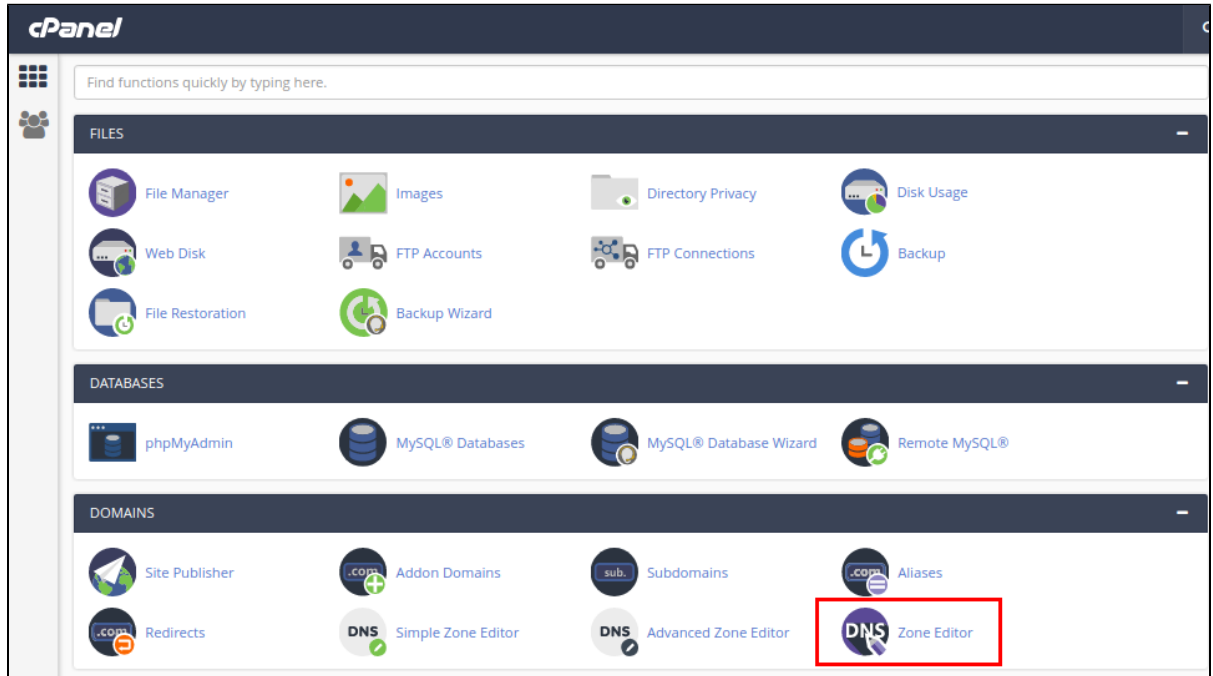 cPanel
Find functions quickly by typing here.
FILES
File Manager
Images
Directory Privacy
Disk Usage
Web Disk
FTP Accounts
FTP Connections
Backup
File Restoration
Backup Wizard
DATABASES
phpMyAdmin
MySQL® Databases
MySQL® Database Wizard
Remote MySQL®
DOMAINS
Site Publisher
.com Addon Domains
sub. Subdomains
.com Aliases
.com Redirects
DNS Simple Zone Editor
DNS Advanced Zone Editor
DNS Zone Editor